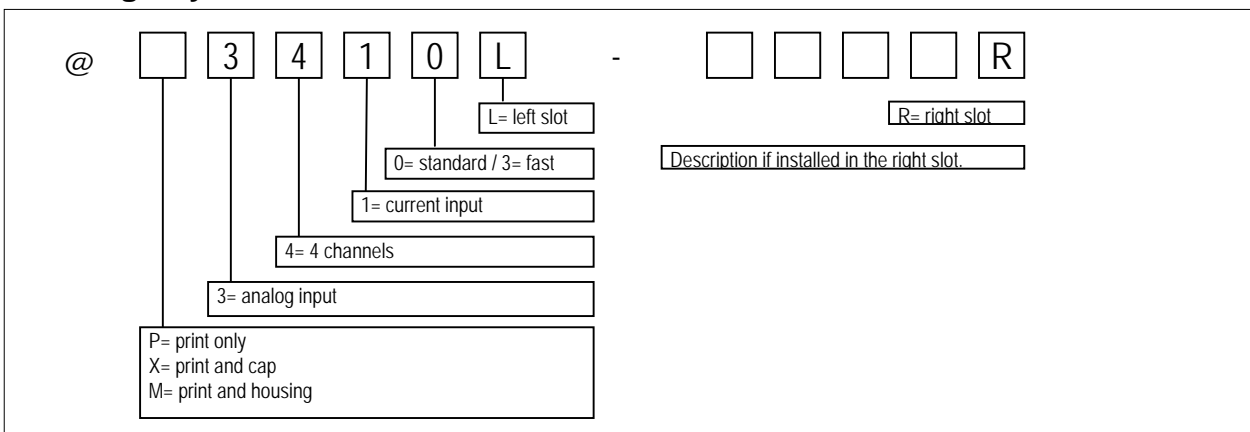 @ 3 4 1 0 L - R
L= left slot
R= right slot
0= standard / 3= fast
Description if installed in the right slot.
1= current input
4= 4 channels
3= analog input
P= print only
X= print and cap
M= print and housing